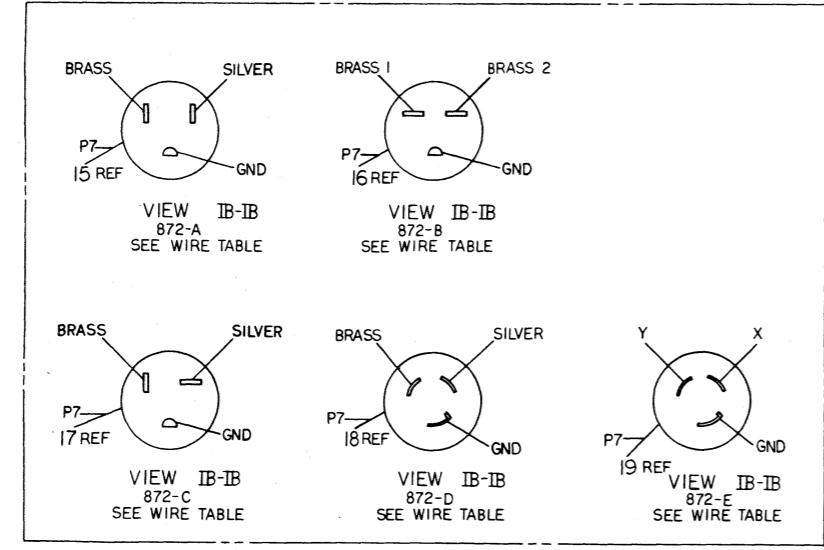 BRASS
SILVER
P7
15 REF
GND
VIEW IB-IB
872-A
SEE WIRE TABLE
BRASS 1
BRASS 2
P7
16 REF
GND
VIEW IB-IB
872-B
SEE WIRE TABLE
BRASS
SILVER
P7
17 REF
GND
VIEW IB-IB
872-C
SEE WIRE TABLE
BRASS
SILVER
P7
18 REF
GND
VIEW IB-IB
872-D
SEE WIRE TABLE
Y
X
P7
19 REF
GND
VIEW IB-IB
872-E
SEE WIRE TABLE